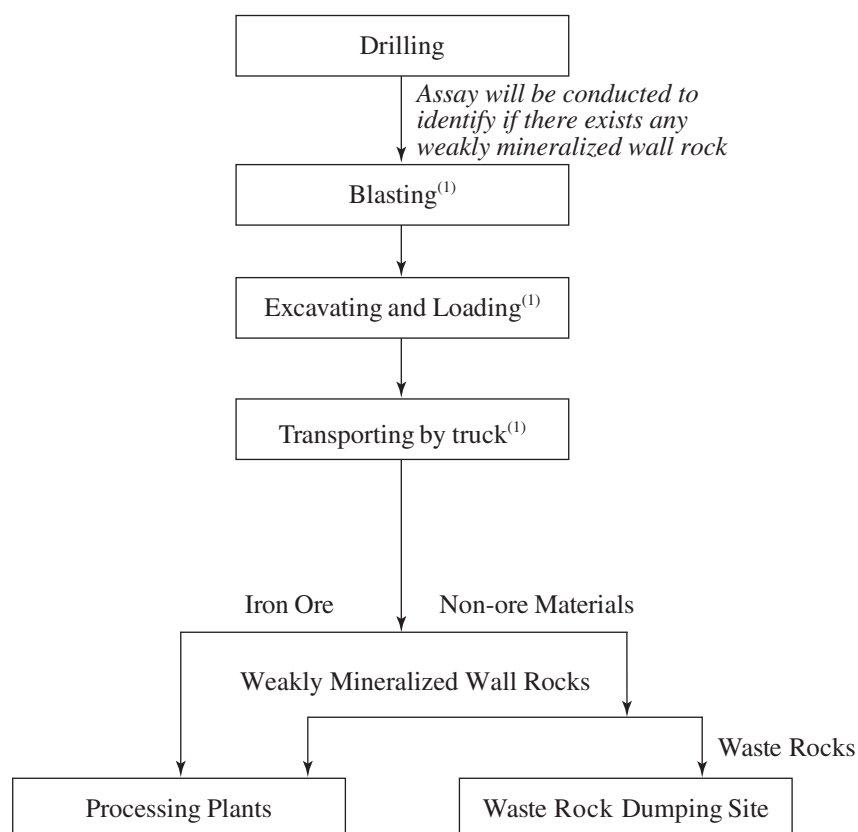 Drilling
Assay will be conducted to
identify if there exists any
weakly mineralized wall rock
Blasting(1)
Excavating and Loading(1)
Transporting by truck(1)
Iron Ore
Non-ore Materials
Weakly Mineralized Wall Rocks
Waste Rocks
Processing Plants
Waste Rock Dumping Site